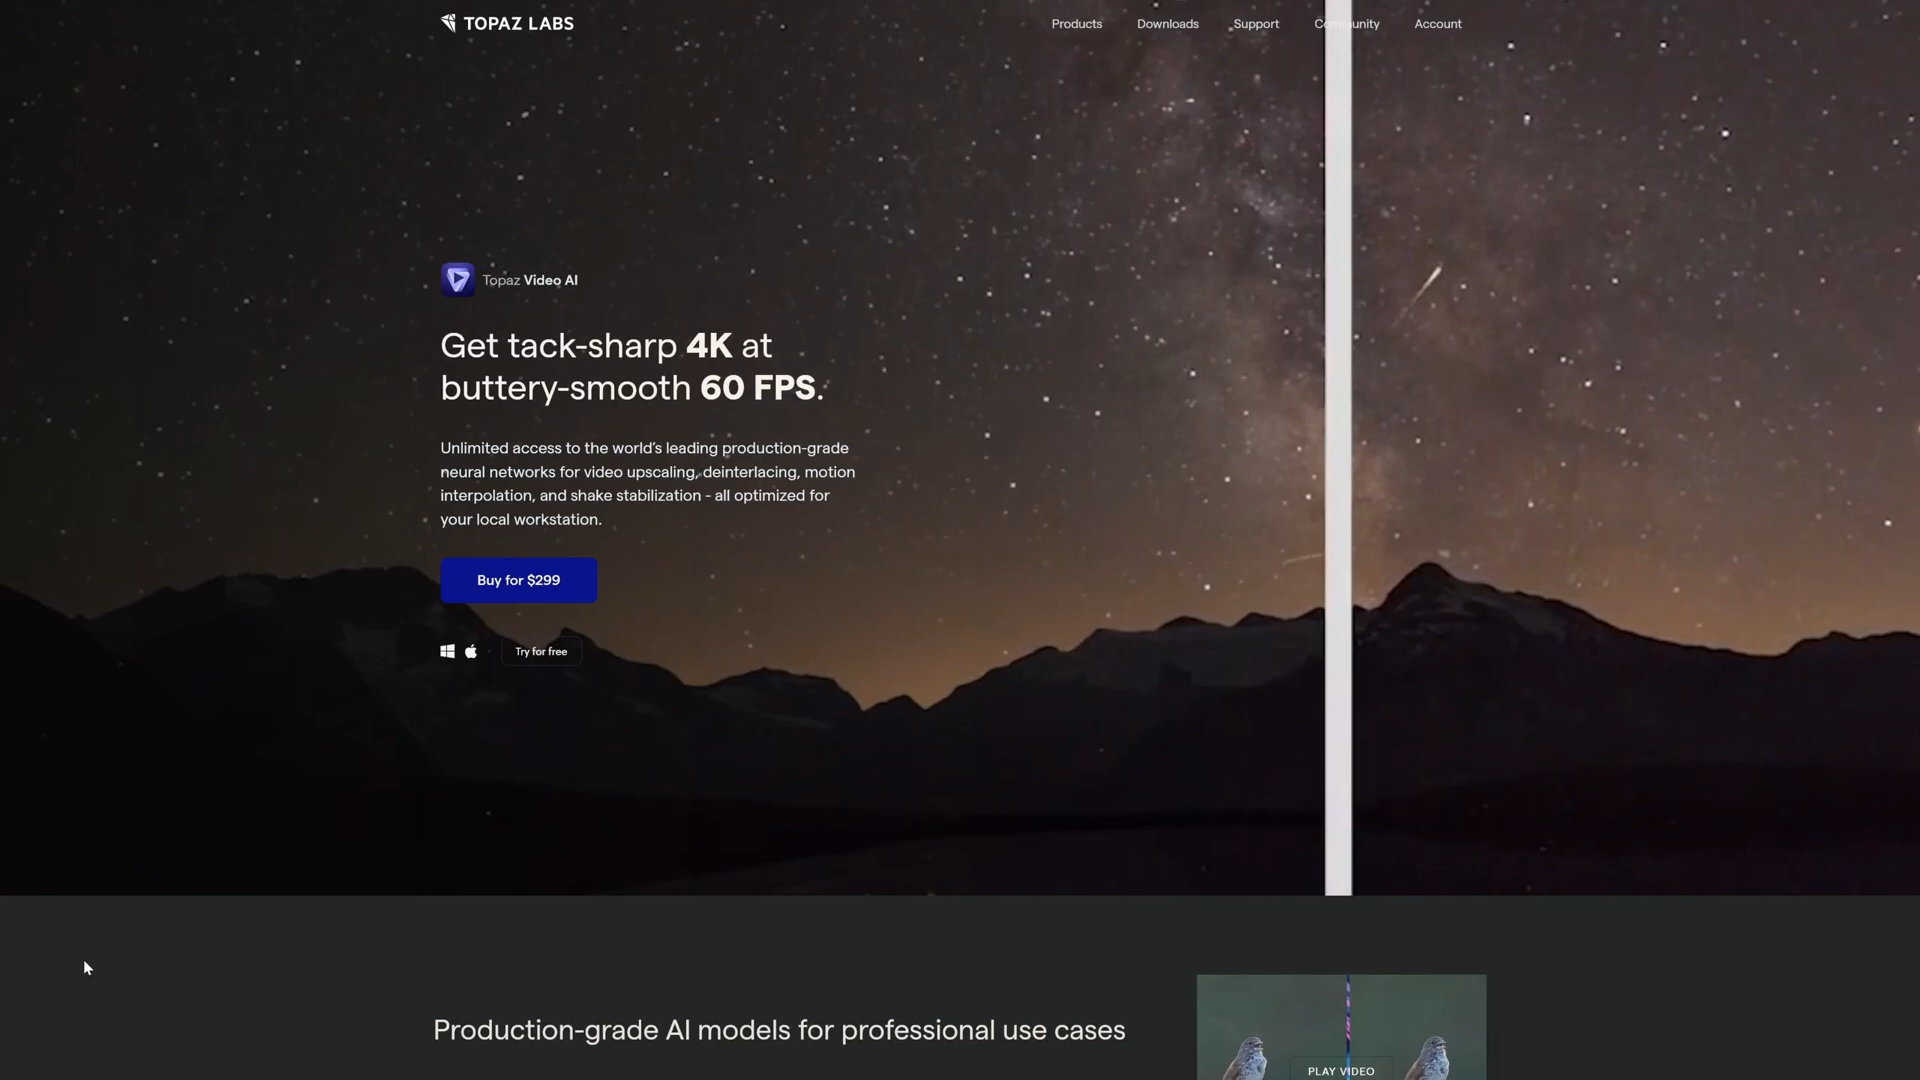 TOPAZ LABS
Products
Downloads
Support
Community
Account
Topaz Video AI
Get tack-sharp 4K at
buttery-smooth 60 FPS.
Unlimited access to the world's leading production-grade
neural networks for video upscaling, deinterlacing, motion
interpolation, and shake stabilization - all optimized for
your local workstation.
Buy for $299
Try for free
Production-grade AI models for professional use cases
PLAY VIDEO